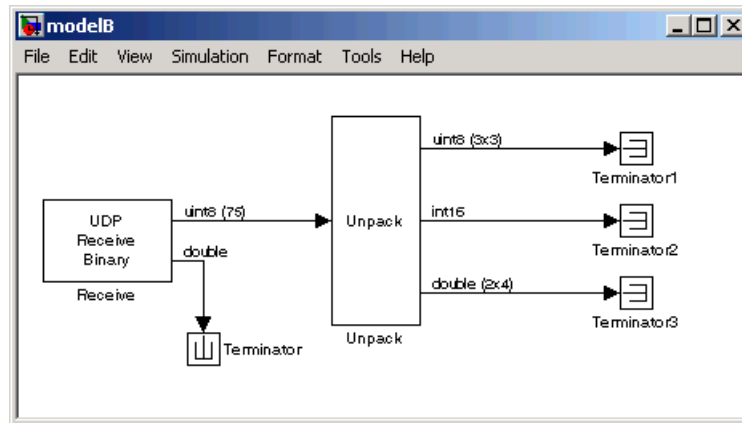 modelB
File Edit View Simulation Format Tools Help
uint8 (3x3)
Terminator1
uint8 (75)
UDP
Receive
Binary
double
Receive
Terminator
Unpack
Unpack
int16
Terminator2
double (2x4)
Terminator3